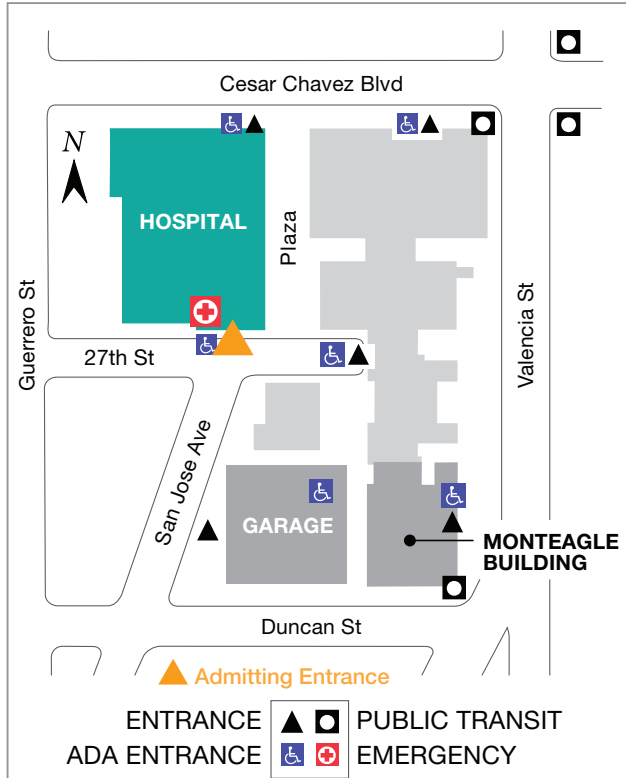 Cesar Chavez Blvd
N
HOSPITAL
Plaza
Guerrero St
Valencia St
27th St
San Jose Ave
GARAGE
MONTEAGLE
BUILDING
Duncan St
Admitting Entrance
ENTRANCE PUBLIC TRANSIT
ADA ENTRANCE EMERGENCY